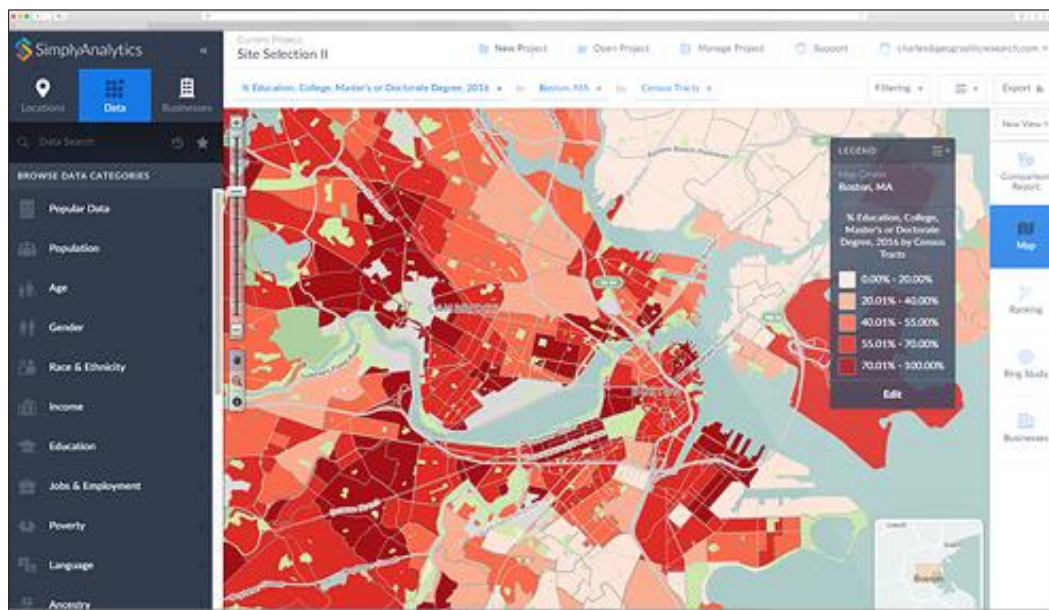 SimplyAnalytics
«
Current Project:
Site Selection II
New Project
Open Project
Manage Project
Support
Locations
Data
Businesses
% Education, College, Master's or Doctorate Degree, 2016
in
Boston, MA
by
Census Tracts
Filtering
Export
Data Search
New View
BROWSE DATA CATEGORIES
Popular Data
Population
Age
Gender
Race & Ethnicity
Income
Education
Jobs & Employment
Poverty
Language
Ancestry
LEGEND
Boston, MA
% Education, College,
Master's or Doctorate
Degree, 2016 by Census
Tracts
0.00% - 20.00%
20.01% - 40.00%
40.01% - 55.00%
55.01% - 70.00%
70.01% - 100.00%
Edit
Comparison
Report
Map
Ranking
Ring Study
Businesses
Boston